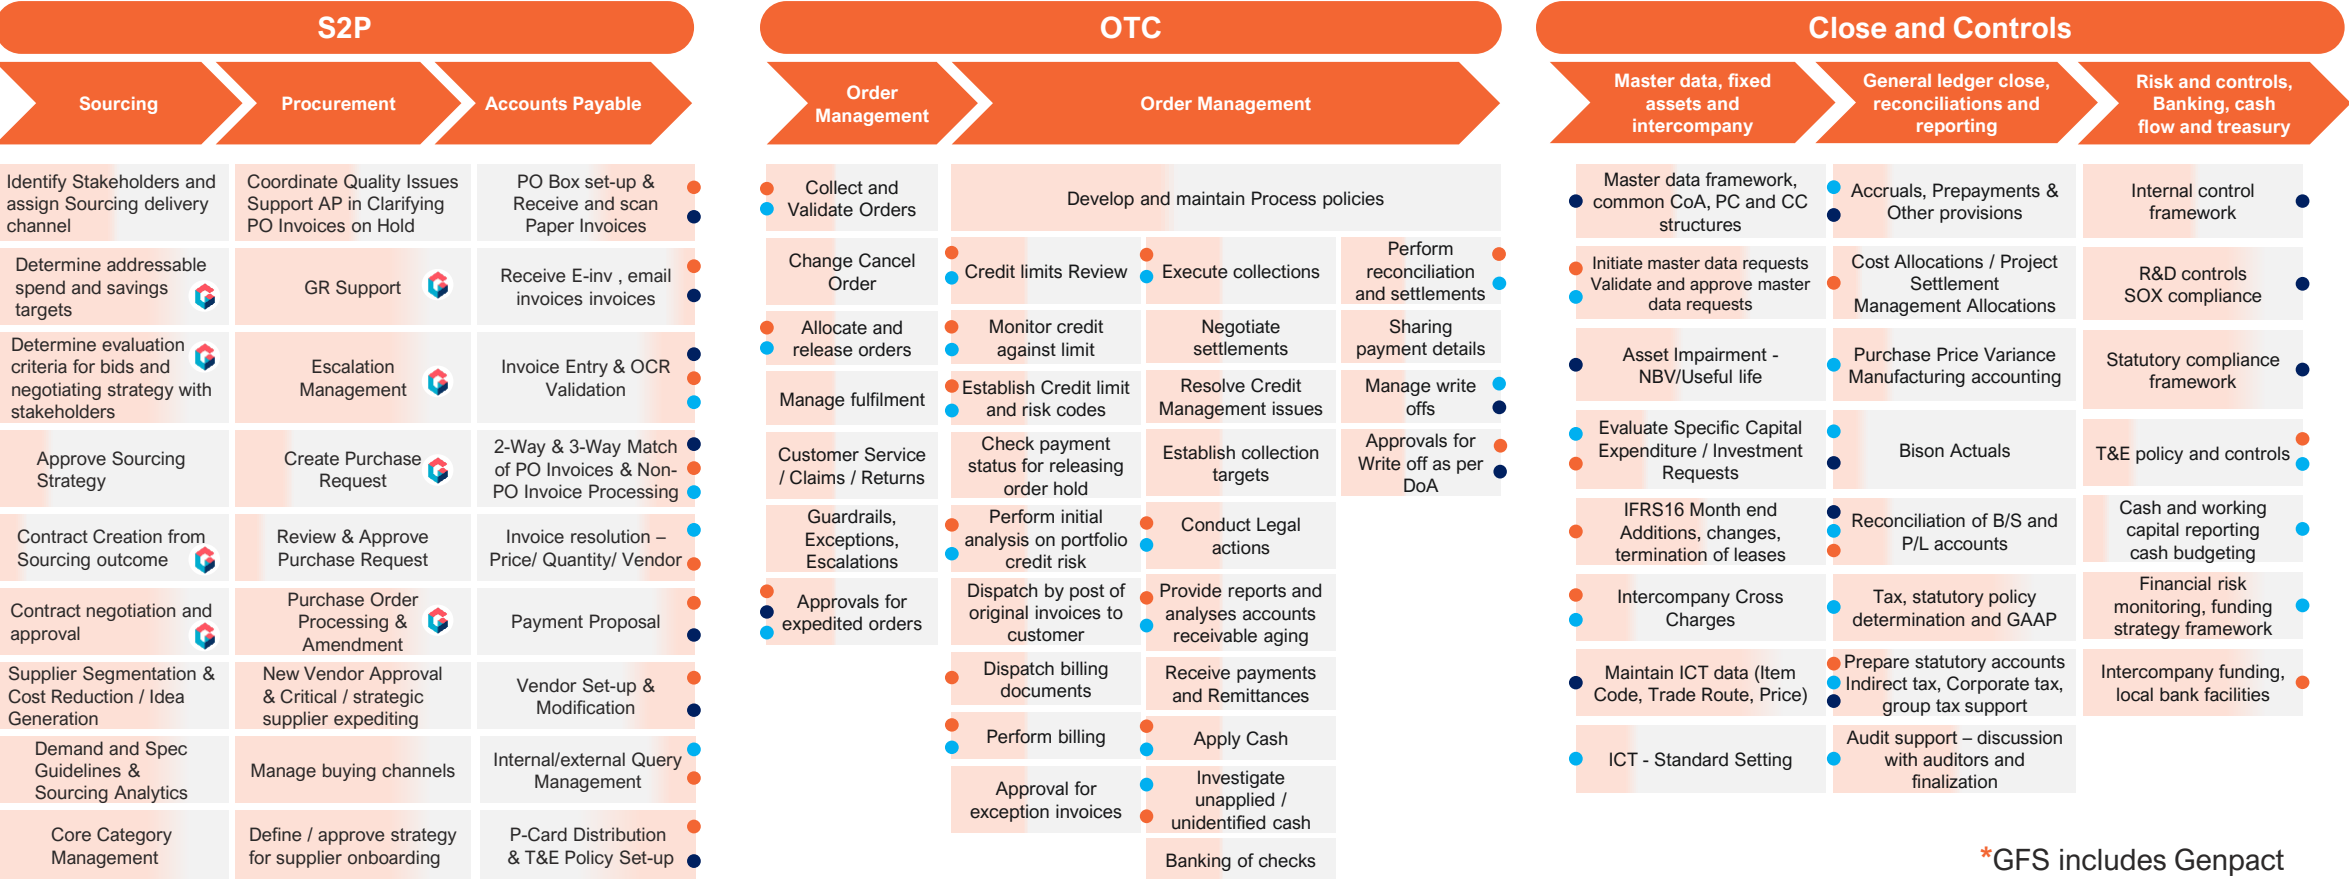 S2P
Sourcing
Procurement
Accounts Payable
Identify Stakeholders and
assign Sourcing delivery
channel
Determine addressable
spend and savings
targets
Determine evaluation
criteria for bids and
negotiating strategy with
stakeholders
Approve Sourcing
Strategy
Contract Creation from
Sourcing outcome
Contract negotiation and
approval
Supplier Segmentation &
Cost Reduction / Idea
Generation
Demand and Spec
Guidelines &
Sourcing Analytics
Core Category
Management
Coordinate Quality Issues
Support AP in Clarifying
PO Invoices on Hold
GR Support
Escalation
Management
Create Purchase
Request
Review & Approve
Purchase Request
Purchase Order
Processing &
Amendment
New Vendor Approval
& Critical / strategic
supplier expediting
Manage buying channels
Define / approve strategy
for supplier onboarding
PO Box set-up &
Receive and scan
Paper Invoices
Receive E-inv , email
invoices invoices
Invoice Entry & OCR
Validation
2-Way & 3-Way Match
of PO Invoices & Non-
PO Invoice Processing
Invoice resolution –
Price/ Quantity/ Vendor
Payment Proposal
Vendor Set-up &
Modification
Internal/external Query
Management
P-Card Distribution
& T&E Policy Set-up
OTC
Order
Management
Order Management
Collect and
Validate Orders
Change Cancel
Order
Allocate and
release orders
Manage fulfilment
Customer Service
/ Claims / Returns
Guardrails,
Exceptions,
Escalations
Approvals for
expedited orders
Develop and maintain Process policies
Credit limits Review
Monitor credit
against limit
Establish Credit limit
and risk codes
Check payment
status for releasing
order hold
Perform initial
analysis on portfolio
credit risk
Dispatch by post of
original invoices to
customer
Dispatch billing
documents
Perform billing
Approval for
exception invoices
Execute collections
Negotiate
settlements
Resolve Credit
Management issues
Establish collection
targets
Conduct Legal
actions
Provide reports and
analyses accounts
receivable aging
Receive payments
and Remittances
Apply Cash
Investigate
unapplied /
unidentified cash
Banking of checks
Perform
reconciliation
and settlements
Sharing
payment details
Manage write
offs
Approvals for
Write off as per
DoA
Close and Controls
Master data, fixed
assets and
intercompany
General ledger close,
reconciliations and
reporting
Risk and controls,
Banking, cash
flow and treasury
Master data framework,
common CoA, PC and CC
structures
Initiate master data requests
Validate and approve master
data requests
Asset Impairment -
NBV/Useful life
Evaluate Specific Capital
Expenditure / Investment
Requests
IFRS16 Month end
Additions, changes,
termination of leases
Intercompany Cross
Charges
Maintain ICT data (Item
Code, Trade Route, Price)
ICT - Standard Setting
Accruals, Prepayments &
Other provisions
Cost Allocations / Project
Settlement
Management Allocations
Purchase Price Variance
Manufacturing accounting
Bison Actuals
Reconciliation of B/S and
P/L accounts
Tax, statutory policy
determination and GAAP
Prepare statutory accounts
Indirect tax, Corporate tax,
group tax support
Audit support – discussion
with auditors and
finalization
Internal control
framework
R&D controls
SOX compliance
Statutory compliance
framework
T&E policy and controls
Cash and working
capital reporting
cash budgeting
Financial risk
monitoring, funding
strategy framework
Intercompany funding,
local bank facilities
*GFS includes Genpact